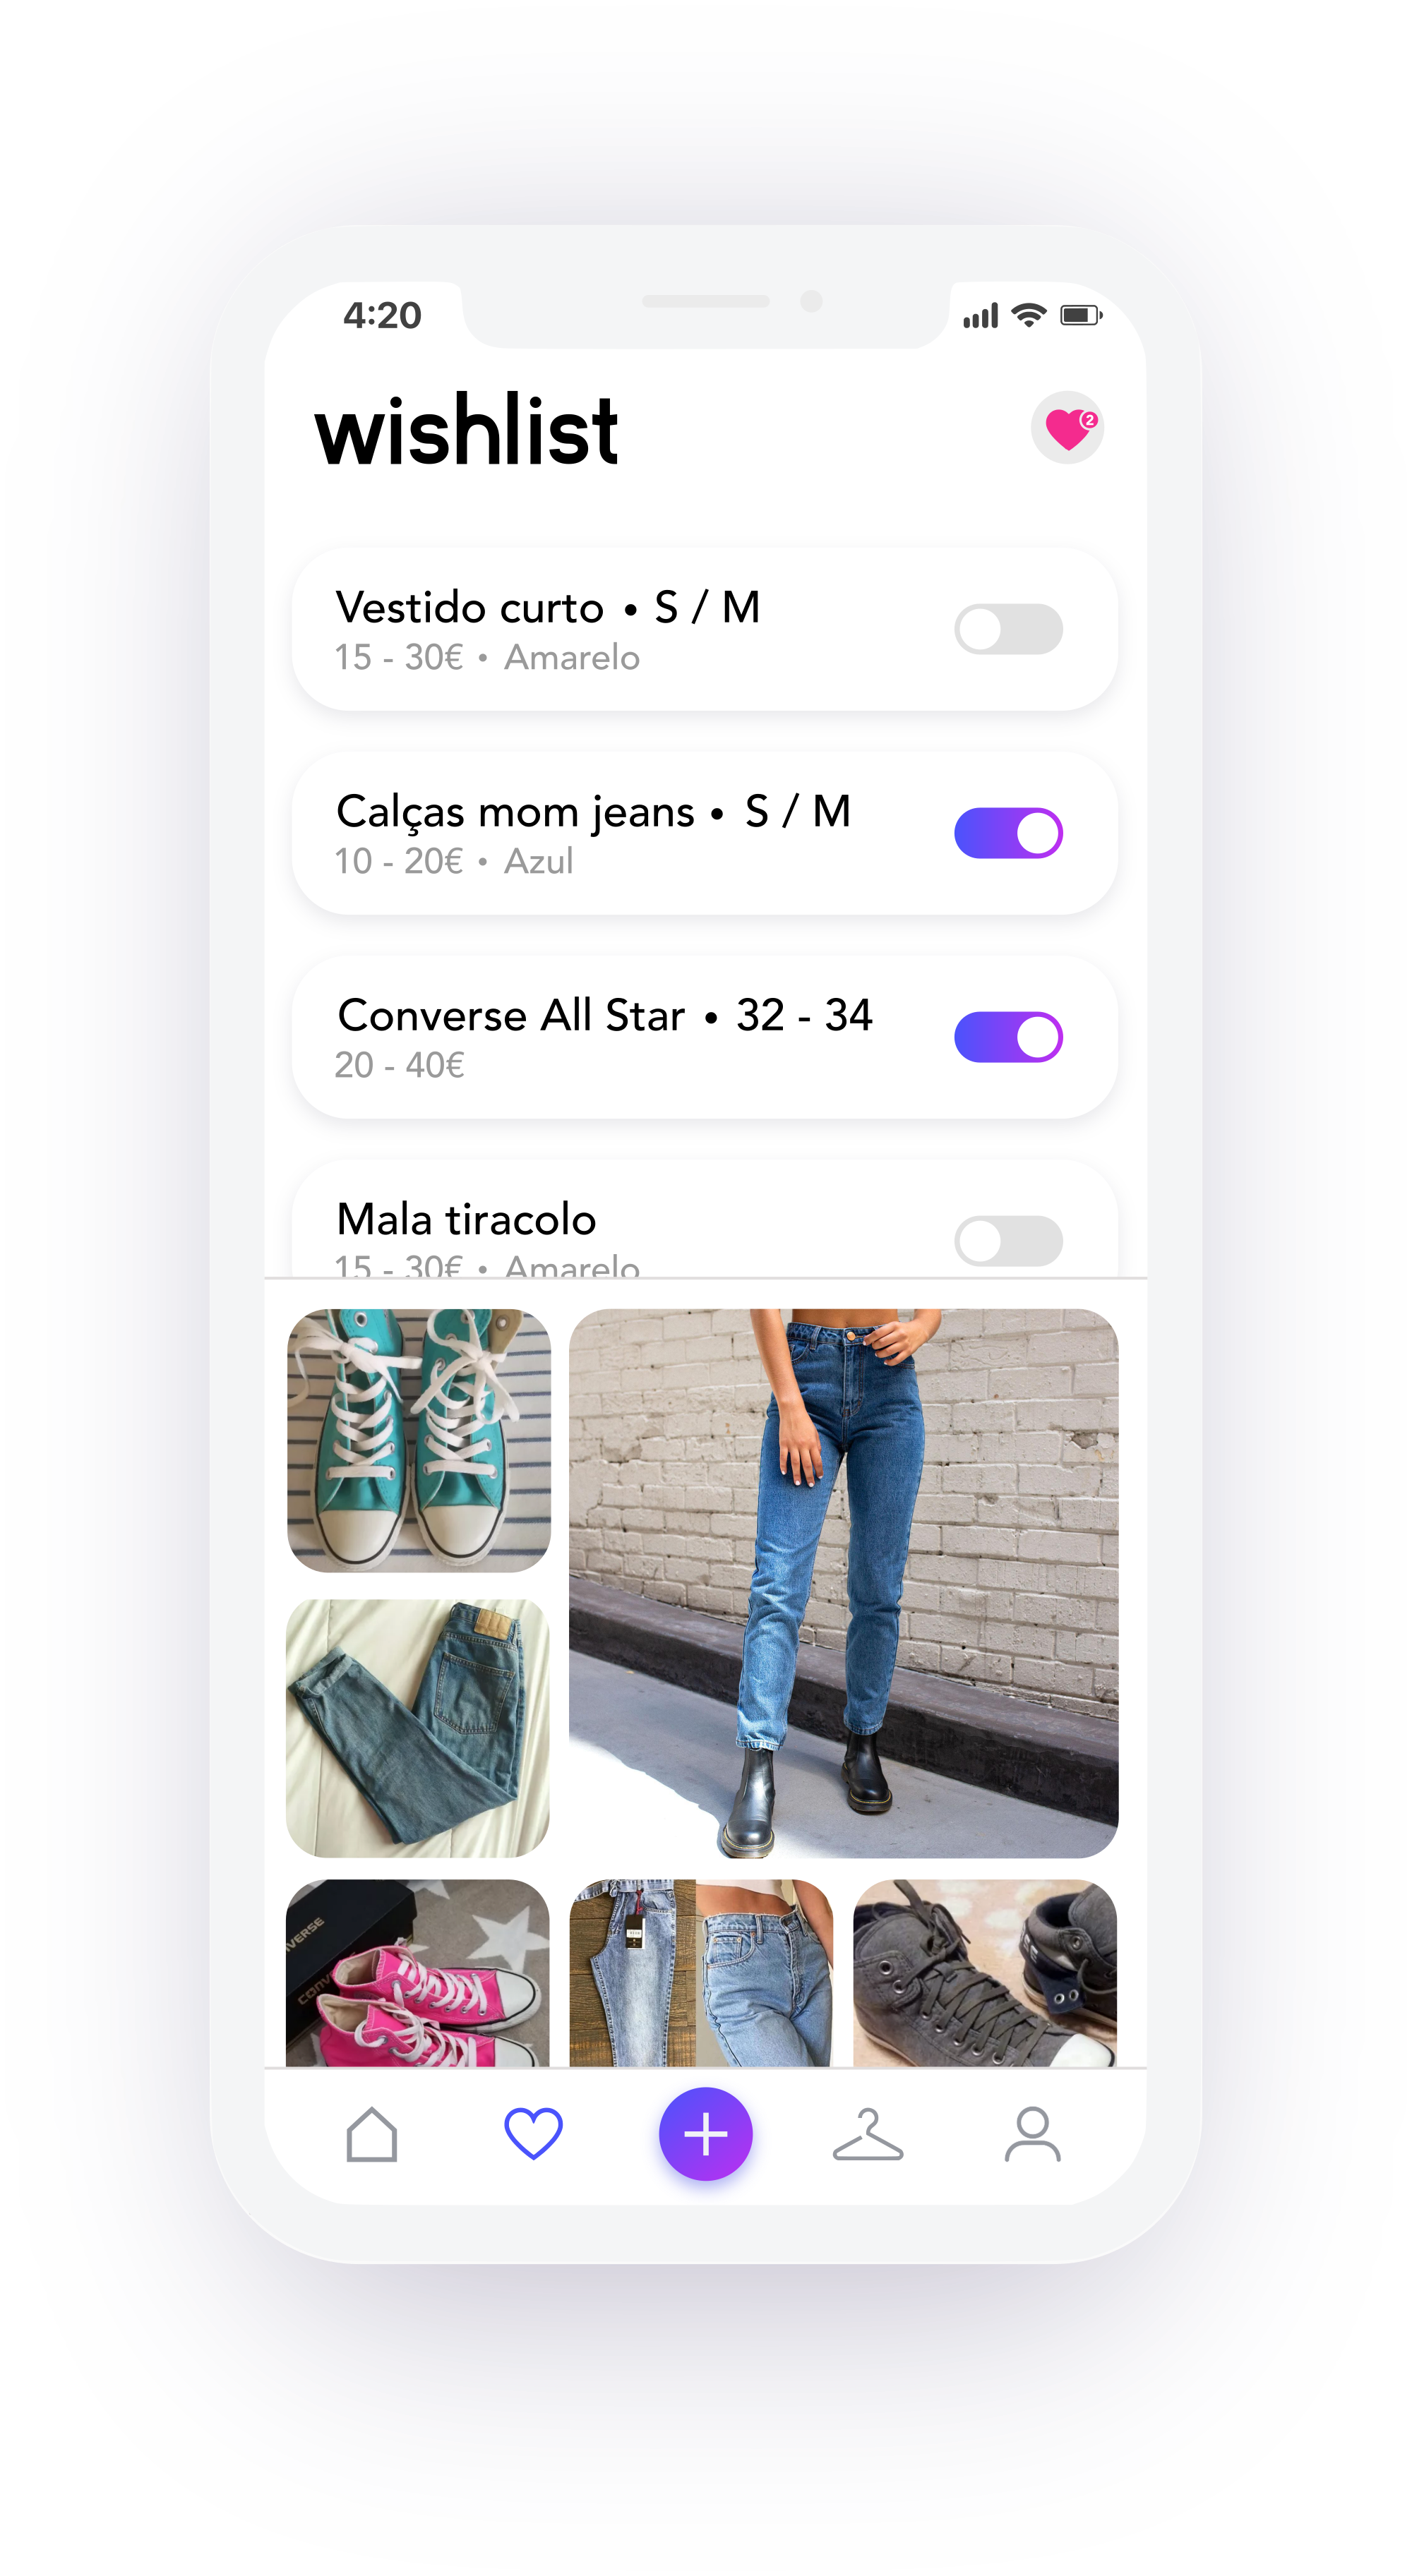 4:20
wishlist
2
Vestido curto • S / M
15 - 30€ • Amarelo
Calças mom jeans • S / M
10 - 20€ • Azul
Converse All Star • 32 - 34
20 - 40€
Mala tiracolo
15 - 30€ • Amarelo